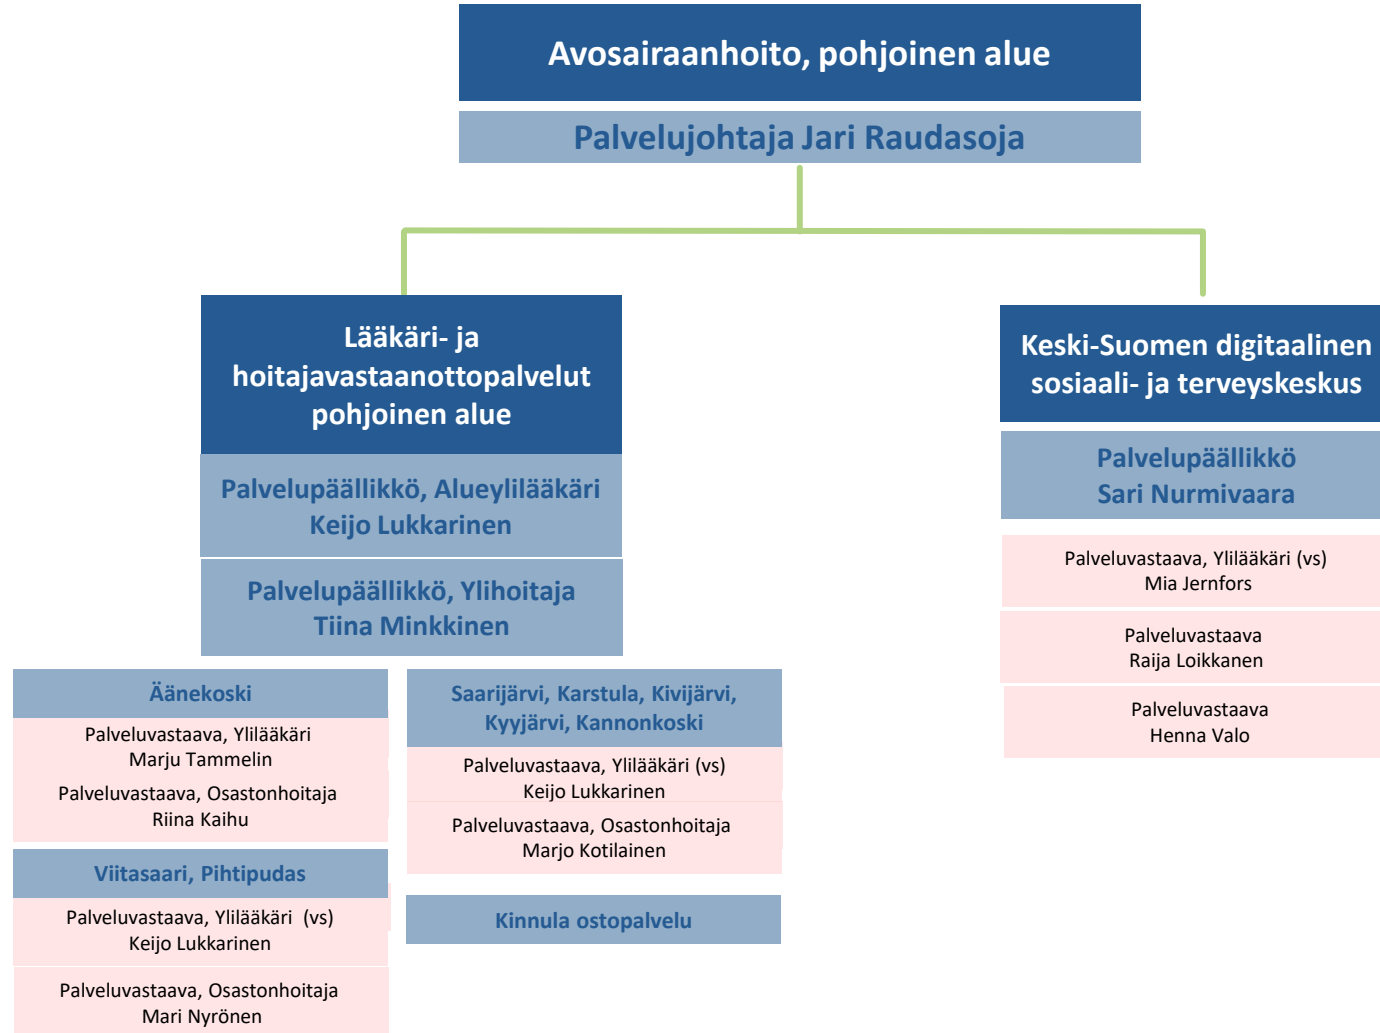 Avosairaanhoito, pohjoinen alue
Palvelujohtaja Jari Raudasoja
Lääkäri- ja
hoitajavastaanottopalvelut
pohjoinen alue
Palvelupäällikkö, Alueylilääkäri
Keijo Lukkarinen
Palvelupäällikkö, Ylihoitaja
Tiina Minkkinen
Äänekoski
Palveluvastaava, Ylilääkäri
Marju Tammelin
Palveluvastaava, Osastonhoitaja
Riina Kaihu
Viitasaari, Pihtipudas
Palveluvastaava, Ylilääkäri (vs)
Keijo Lukkarinen
Palveluvastaava, Osastonhoitaja
Mari Nyrönen
Saarijärvi, Karstula, Kivijärvi,
Kyyjärvi, Kannonkoski
Palveluvastaava, Ylilääkäri (vs)
Keijo Lukkarinen
Palveluvastaava, Osastonhoitaja
Marjo Kotilainen
Kinnula ostopalvelu
Keski-Suomen digitaalinen
sosiaali- ja terveyskeskus
Palvelupäällikkö
Sari Nurmivaara
Palveluvastaava, Ylilääkäri (vs)
Mia Jernfors
Palveluvastaava
Raija Loikkanen
Palveluvastaava
Henna Valo